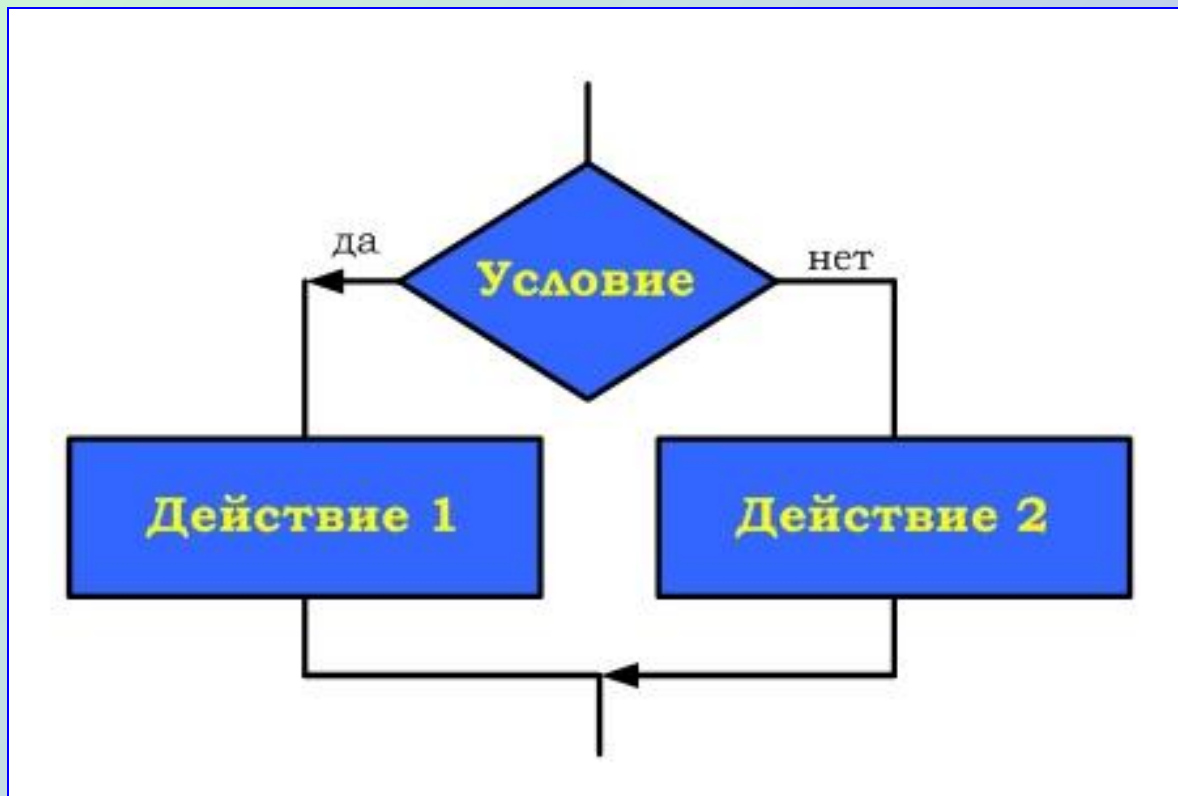 да
нет
Условие
Действие 1
Действие 2